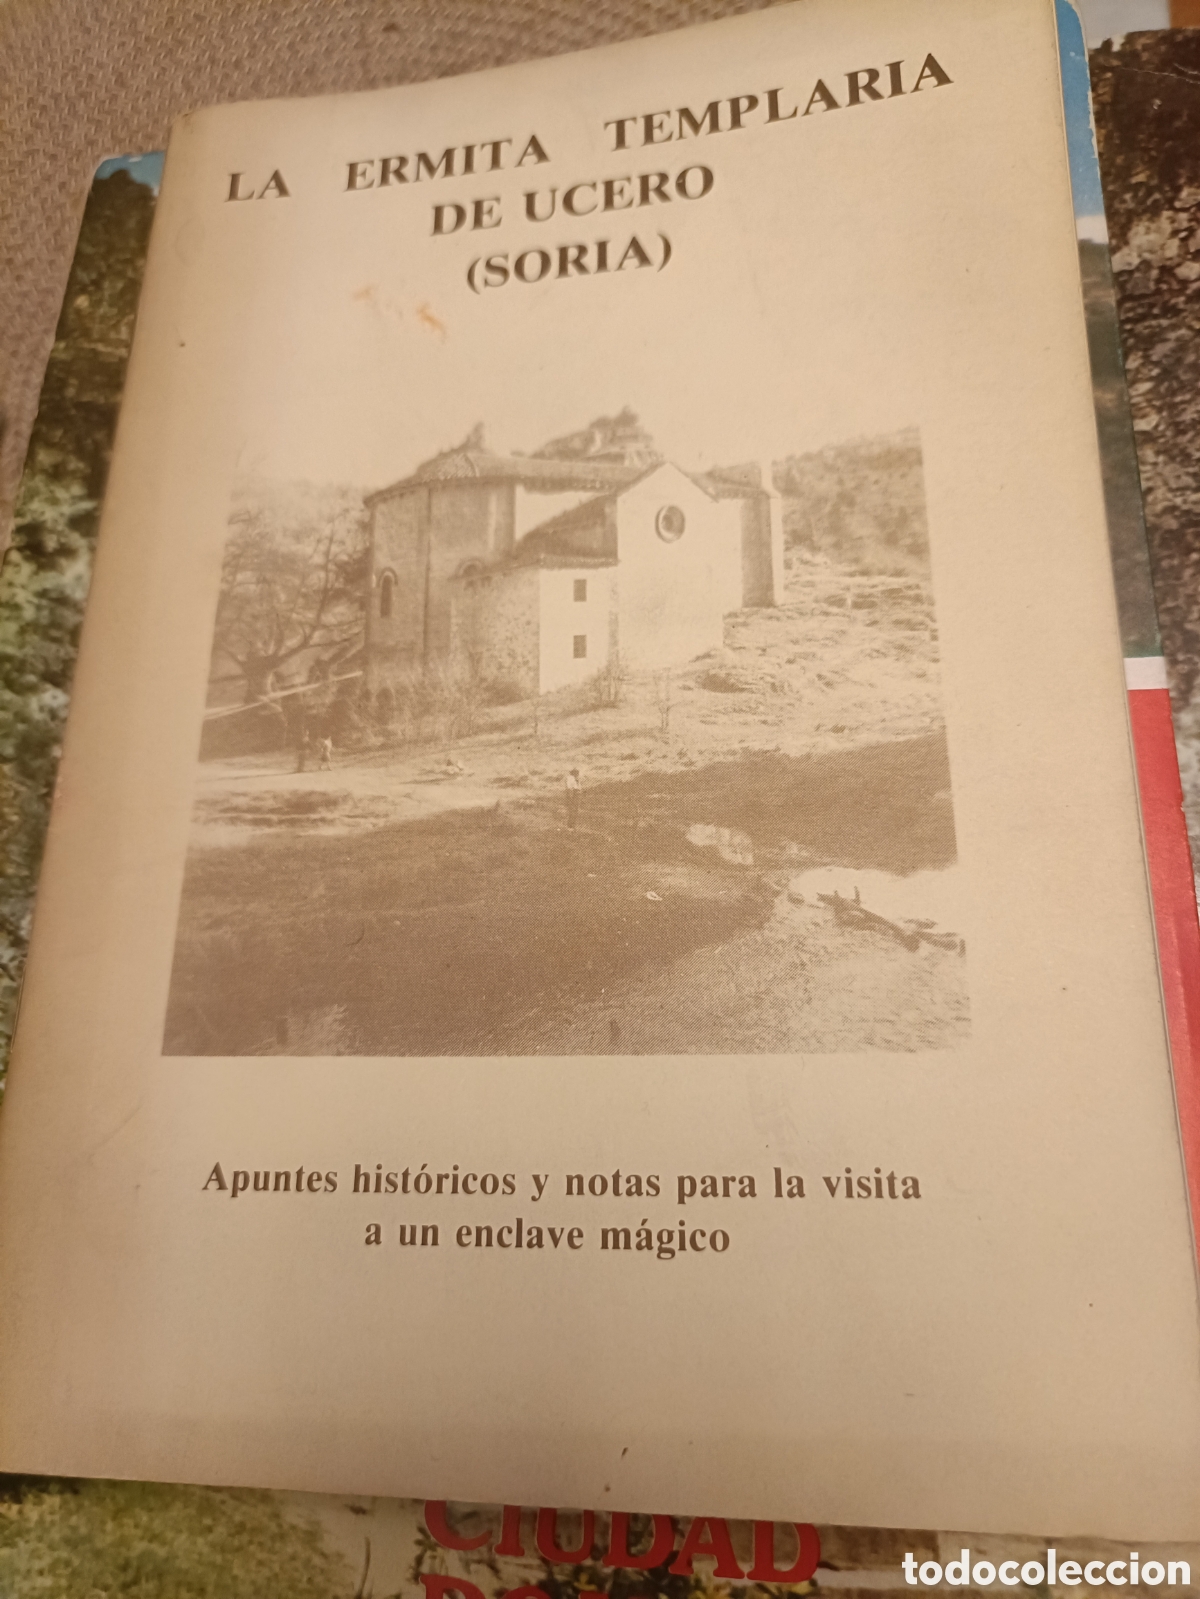 LA ERMITA TEMPLARIA
DE UCERO
(SORIA)
Apuntes históricos y notas para la visita
a un enclave mágico
CIUDAD
todocoleccion